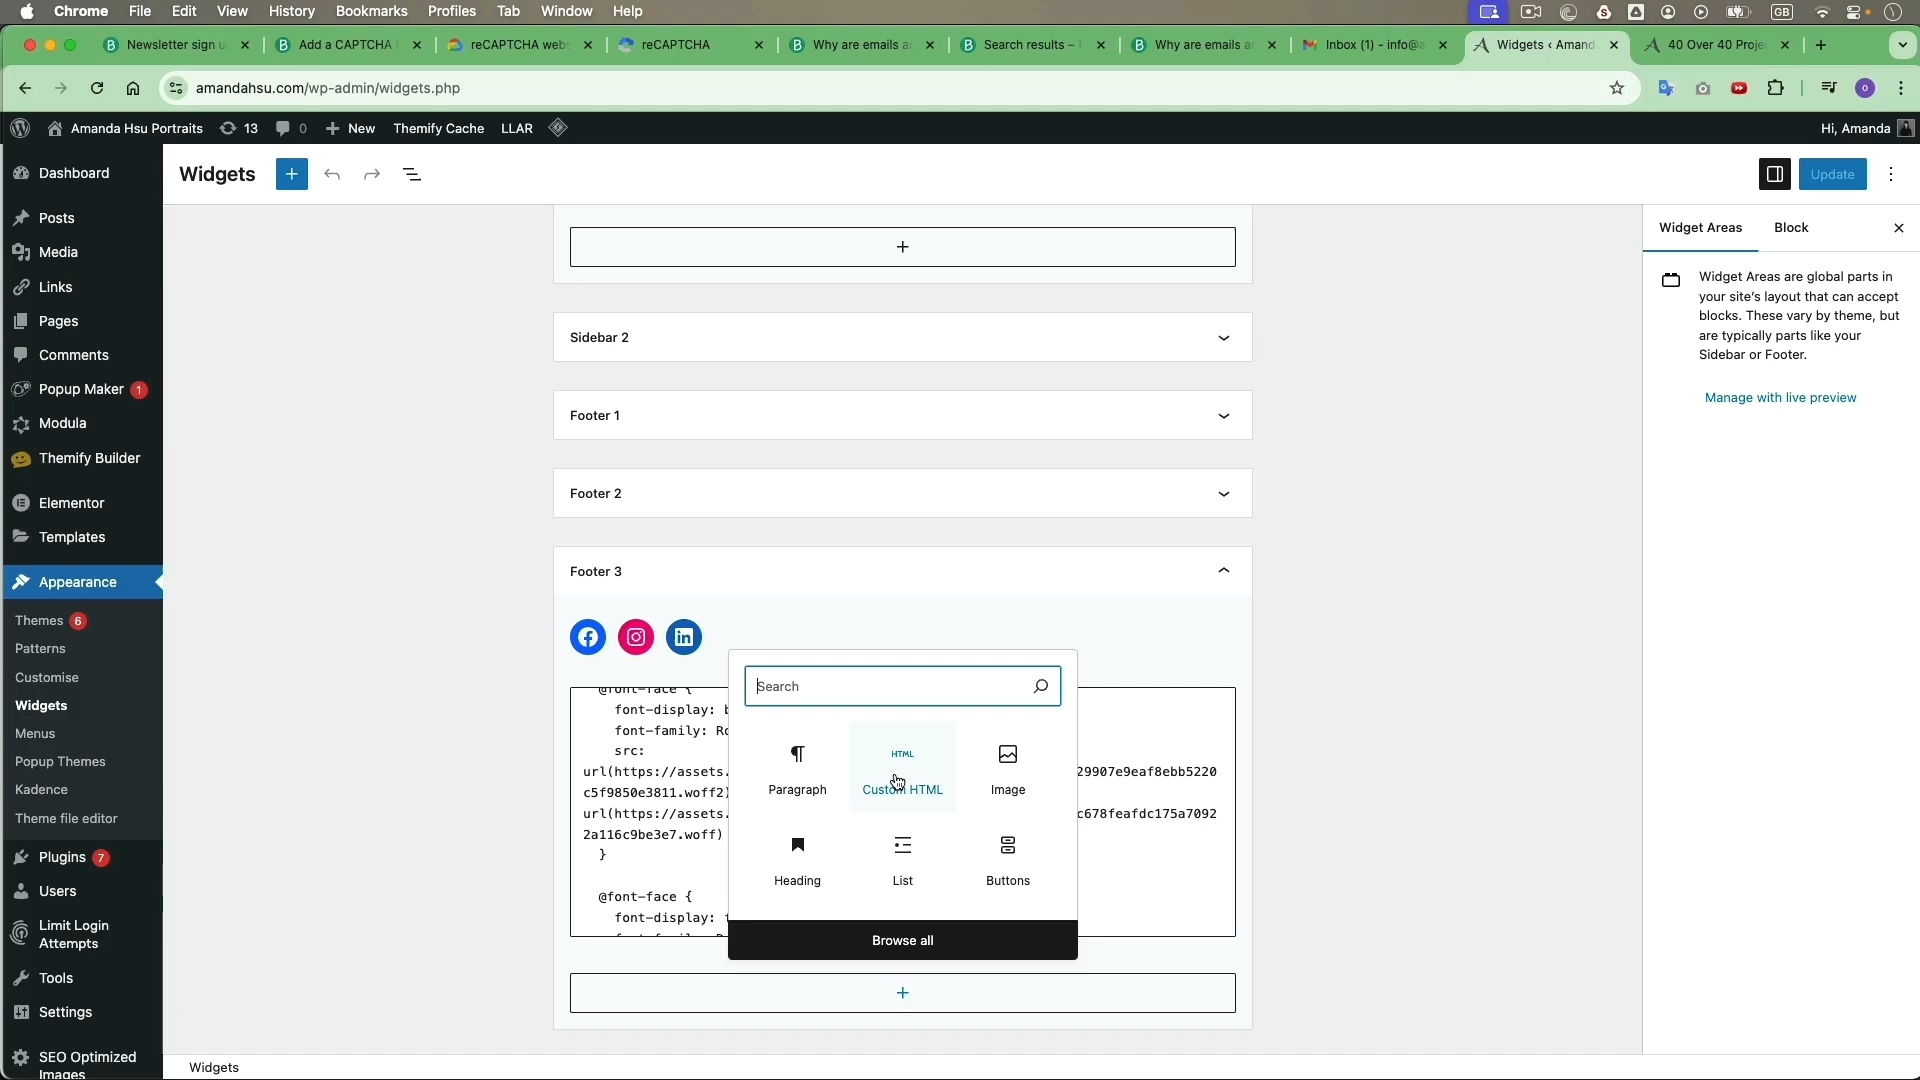 Chrome File Edit View History Bookmarks Profiles Tab Window Help
GB
Newsletter sign u
Add a CAPTCHA
reCAPTCHA webs
reCAPTCHA
Why are emails a
Search results –
Why are emails a
Inbox (1) - info@a
Widgets ‹ Amand
40 Over 40 Proje
amandahsu.com/wp-admin/widgets.php
o
Amanda Hsu Portraits 13 0 New Themify Cache LLAR
Hi, Amanda
Dashboard
Posts
Media
Links
Pages
Comments
Popup Maker 1
Modula
Themify Builder
Elementor
Templates
Appearance
Themes 6
Patterns
Customise
Widgets
Menus
Popup Themes
Kadence
Theme file editor
Plugins 7
Users
Limit Login
Attempts
Tools
Settings
SEO Optimized
Images
Widgets
Update
+
Sidebar 2
Footer 1
Footer 2
Footer 3
@font-face {
font-display: b
font-family: Ro
src:
url(https://assets. 29907e9eaf8ebb5220
c5f9850e3811.woff2)
url(https://assets. c678feafdc175a7092
2a116c9be3e7.woff)
}
@font-face {
font-display: f
Search
Paragraph
HTML
Custom HTML
Image
Heading
List
Buttons
Browse all
+
Widget Areas
Block
Widget Areas are global parts in
your site's layout that can accept
blocks. These vary by theme, but
are typically parts like your
Sidebar or Footer.
Manage with live preview
Widgets